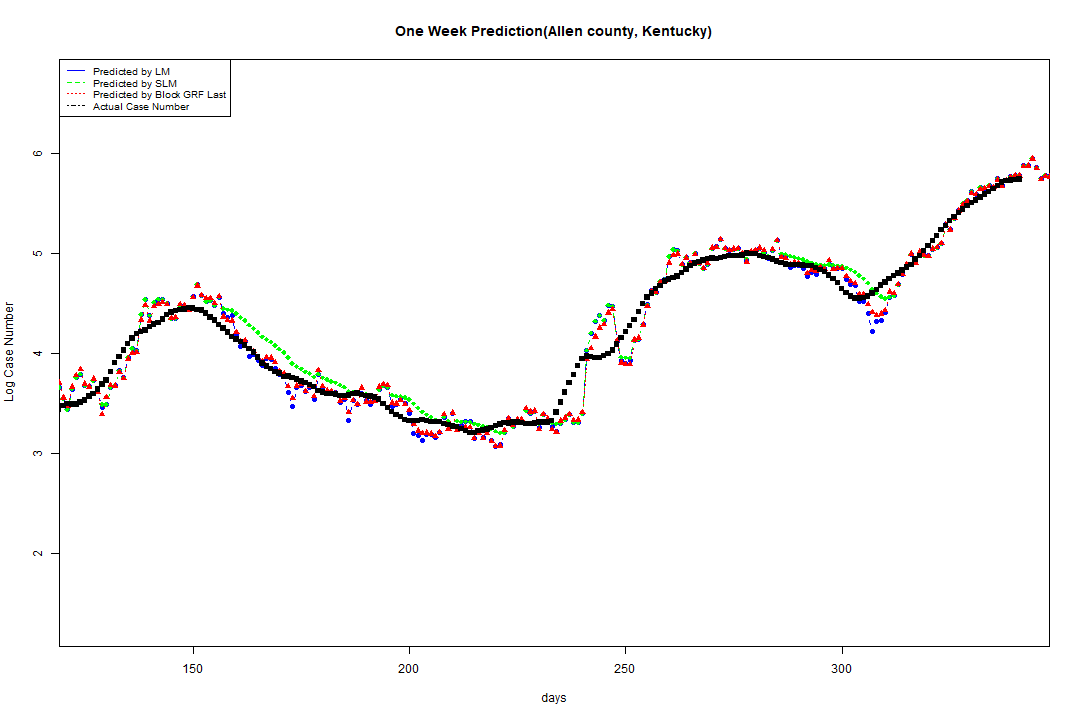 One Week Prediction(Allen county, Kentucky)
Predicted by LM
Predicted by SLM
Predicted by Block GRF Last
Actual Case Number
6
5
4
3
2
Log Case Number
150 200 250 300
days